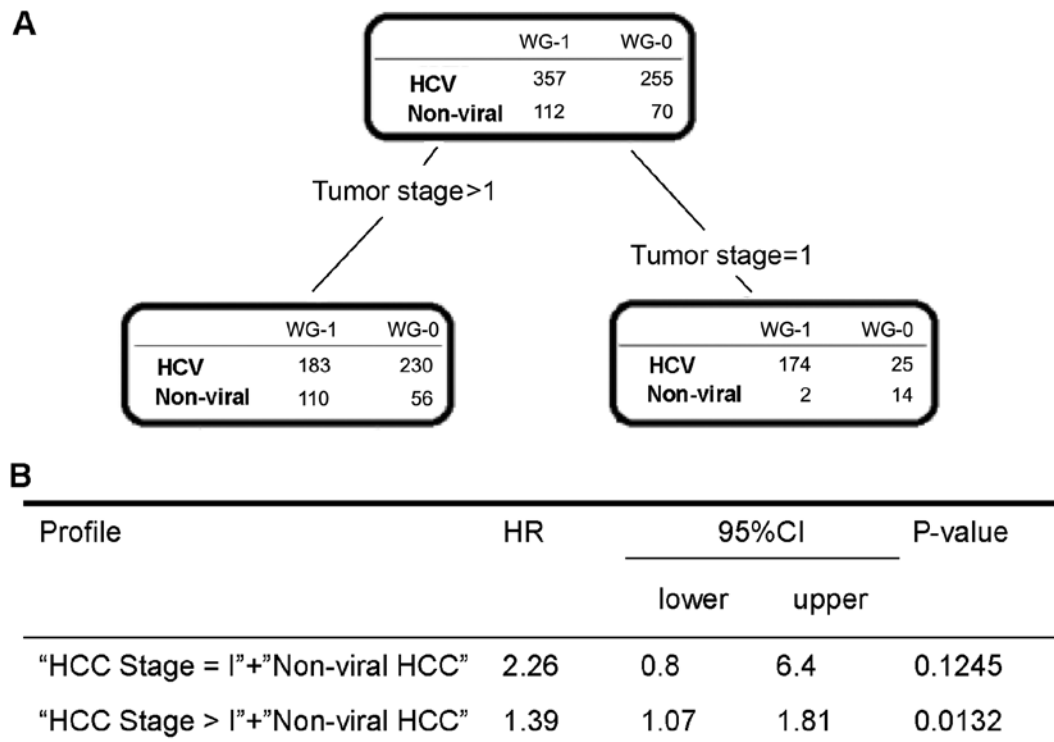 A
WG-1 WG-0
HCV 357 255
Non-viral 112 70
Tumor stage>1
Tumor stage=1
WG-1 WG-0
HCV 183 230
Non-viral 110 56
WG-1 WG-0
HCV 174 25
Non-viral 2 14
B
Profile HR 95%CI P-value
lower upper
“HCC Stage = I”+”Non-viral HCC” 2.26 0.8 6.4 0.1245
“HCC Stage > I”+”Non-viral HCC” 1.39 1.07 1.81 0.0132